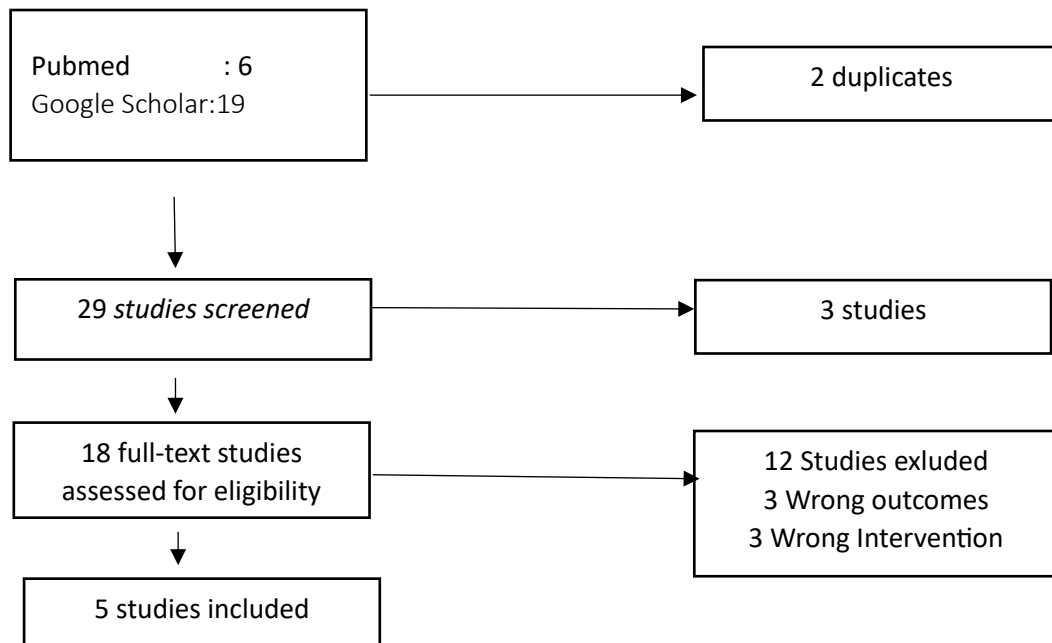 Pubmed : 6
Google Scholar:19
2 duplicates
29 studies screened
3 studies
18 full-text studies
assessed for eligibility
12 Studies exluded
3 Wrong outcomes
3 Wrong Intervention
5 studies included